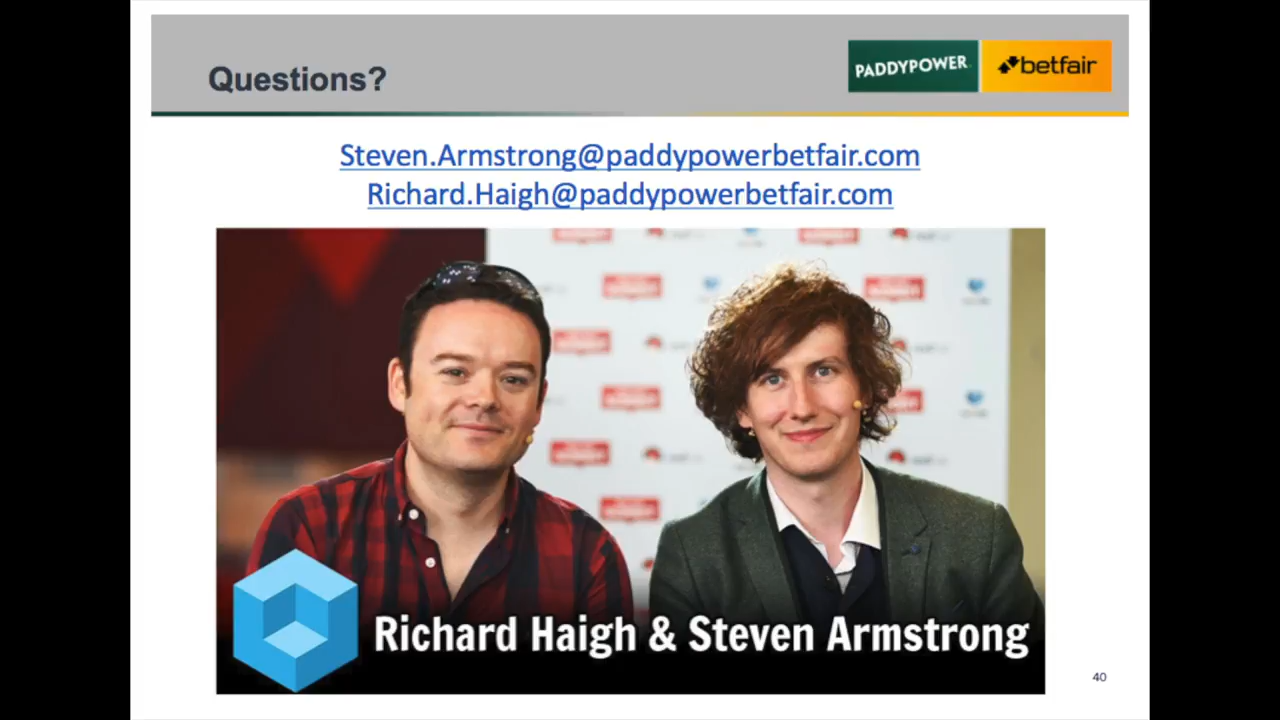 Questions?
PADDYPOWER.
betfair
Steven.Armstrong@paddypowerbetfair.com
Richard.Haigh@paddypowerbetfair.com
Richard Haigh & Steven Armstrong
40